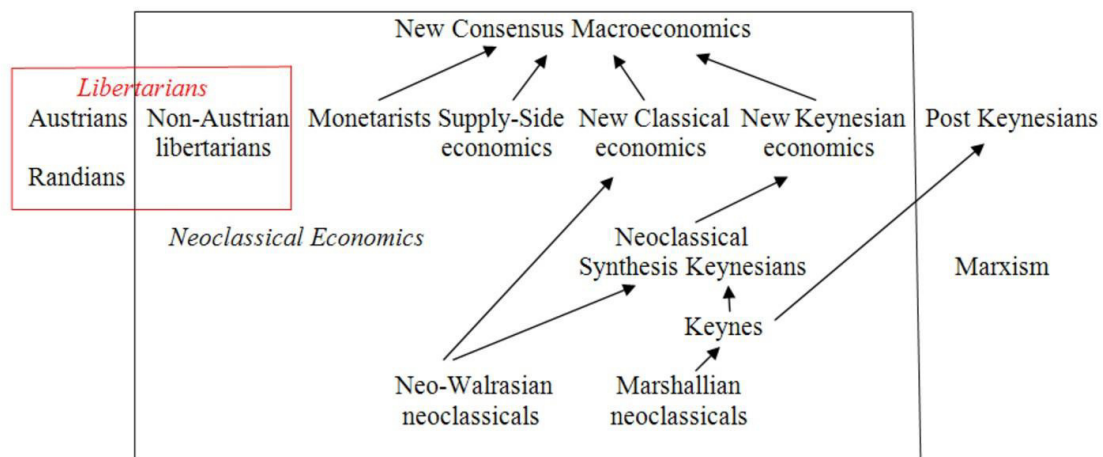 New Consensus Macroeconomics
Libertarians
Austrians
Non-Austrian
libertarians
Randians
Monetarists
Supply-Side
economics
New Classical
economics
New Keynesian
economics
Post Keynesians
Neoclassical Economics
Neoclassical
Synthesis Keynesians
Marxism
Keynes
Neo-Walrasian
neoclassicals
Marshallian
neoclassicals